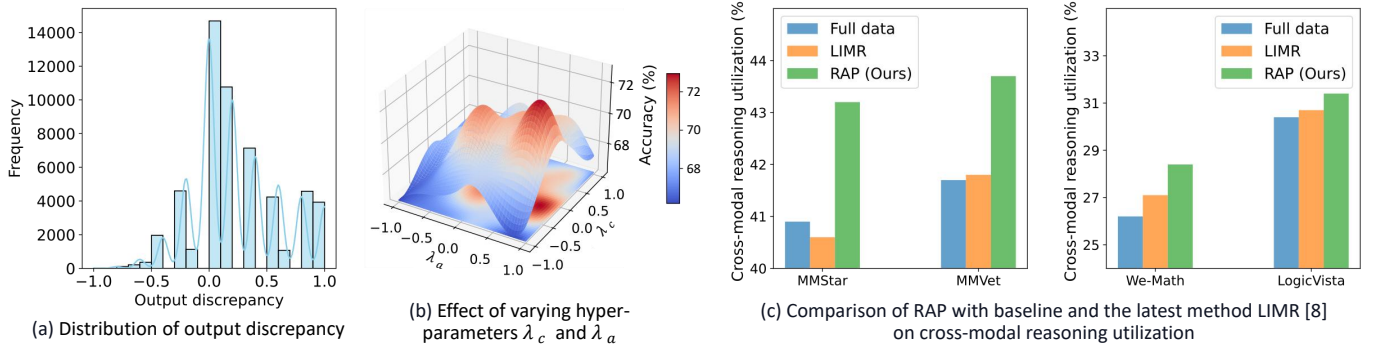 14000
12000
10000
8000
6000
4000
2000
0
Frequency
−1.0 −0.5 0.0 0.5 1.0
Output discrepancy
(a) Distribution of output discrepancy
72
70
68
Accuracy (%)
72
70
68
−1.0 −0.5 0.0 0.5 1.0
λa
−1.0 −0.5 0.0 0.5 1.0
λc
(b) Effect of varying hyper-
parameters λc and λa
Cross-modal reasoning utilization (%
44
43
42
41
40
Full data
LIMR
RAP (Ours)
MMStar MMVet
Cross-modal reasoning utilization (%
33
31
29
27
25
Full data
LIMR
RAP (Ours)
We-Math LogicVista
(c) Comparison of RAP with baseline and the latest method LIMR [8]
on cross-modal reasoning utilization